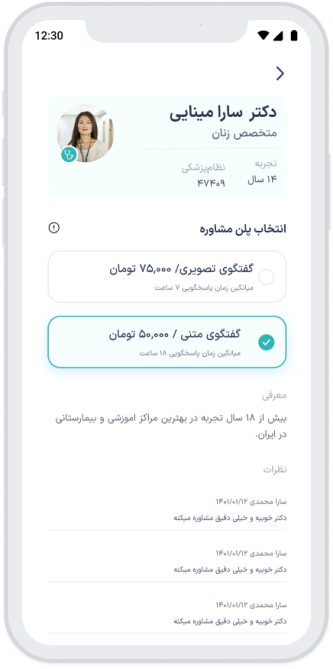 12:30
دکتر سارا مینایی
متخصص زنان
تجربه
۱۴ سال
نظام‌پزشکی
۴۷۴۰۹
انتخاب پلن مشاوره
گفتگوی تصویری/ ۷۵,۰۰۰ تومان
میانگین زمان پاسخگویی ۷ ساعت
گفتگوی متنی / ۵۰,۰۰۰ تومان
میانگین زمان پاسخگویی ۱۸ ساعت
معرفی
بیش از ۱۸ سال تجربه در بهترین مراکز اموزشی و بیمارستانی
در ایران.
نظرات
سارا محمدی ۱۴۰۱/۰۱/۱۲
دکتر خوبیه و خیلی دقیق مشاوره میکنه
سارا محمدی ۱۴۰۱/۰۱/۱۲
دکتر خوبیه و خیلی دقیق مشاوره میکنه
سارا محمدی ۱۴۰۱/۰۱/۱۲
دکتر خوبیه و خیلی دقیق مشاوره میکنه